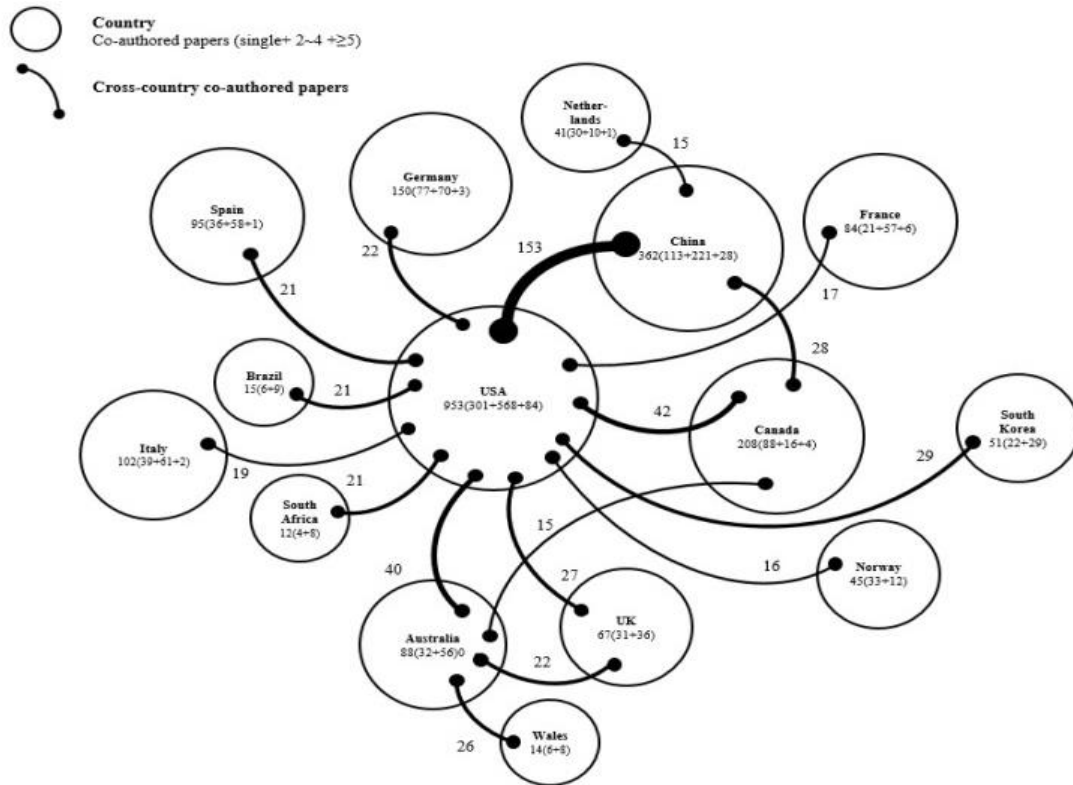 Country
Co-authored papers (single+ 2~4 +≥5)
Cross-country co-authored papers
Nether-
lands
41(30+10+1)
15
Germany
150(77+70+3)
Spain
95(36+58+1)
France
84(21+57+6)
China
362(113+221+28)
153
22
21
17
28
Brazil
15(6+9)
21
USA
953(301+568+84)
42
Canada
208(88+16+4)
South
Korea
51(22+29)
29
Italy
102(39+61+2)
19
21
South
Africa
12(4+8)
15
16
Norway
45(33+12)
40
27
Australia
88(32+56)0
UK
67(31+36)
22
26
Wales
14(6+8)